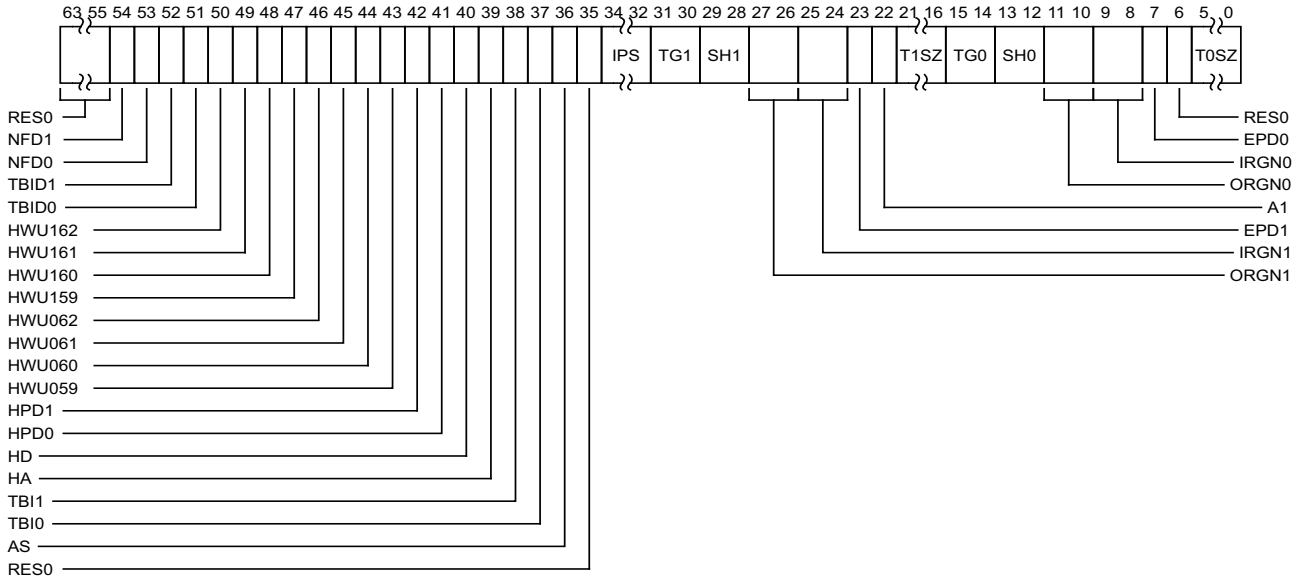 63 55 54 53 52 51 50 49 48 47 46 45 44 43 42 41 40 39 38 37 36 35 34 32 31 30 29 28 27 26 25 24 23 22 21 16 15 14 13 12 11 10 9 8 7 6 5 0
IPS TG1 SH1 T1SZ TG0 SH0 T0SZ
RES0 RES0
NFD1 EPD0
NFD0 IRGN0
TBID1 ORGN0
TBID0 A1
HWU162 EPD1
HWU161 IRGN1
HWU160 ORGN1
HWU159
HWU062
HWU061
HWU060
HWU059
HPD1
HPD0
HD
HA
TBI1
TBI0
AS
RES0